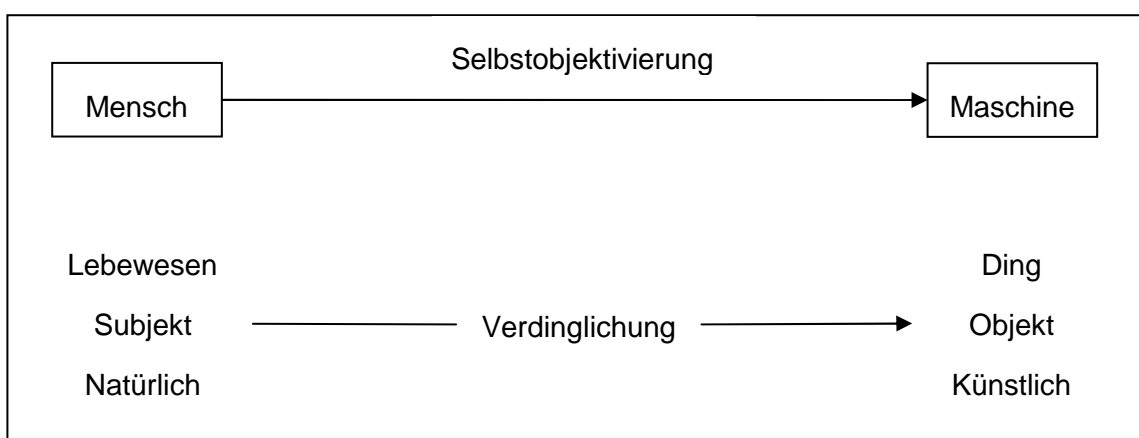 Selbstobjektivierung
Mensch Maschine
Lebewesen Ding
Subjekt Verdinglichung Objekt
Natürlich Künstlich